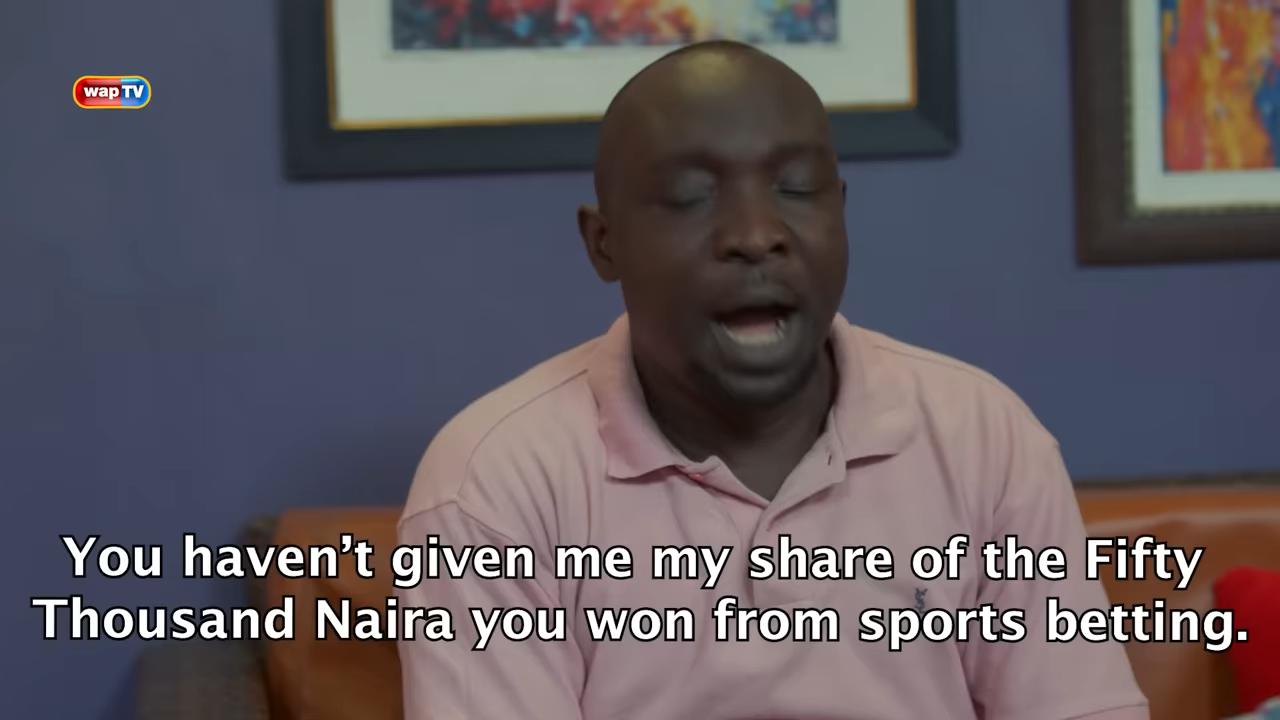 wapTV
You haven’t given me my share of the Fifty
Thousand Naira you won from sports betting.